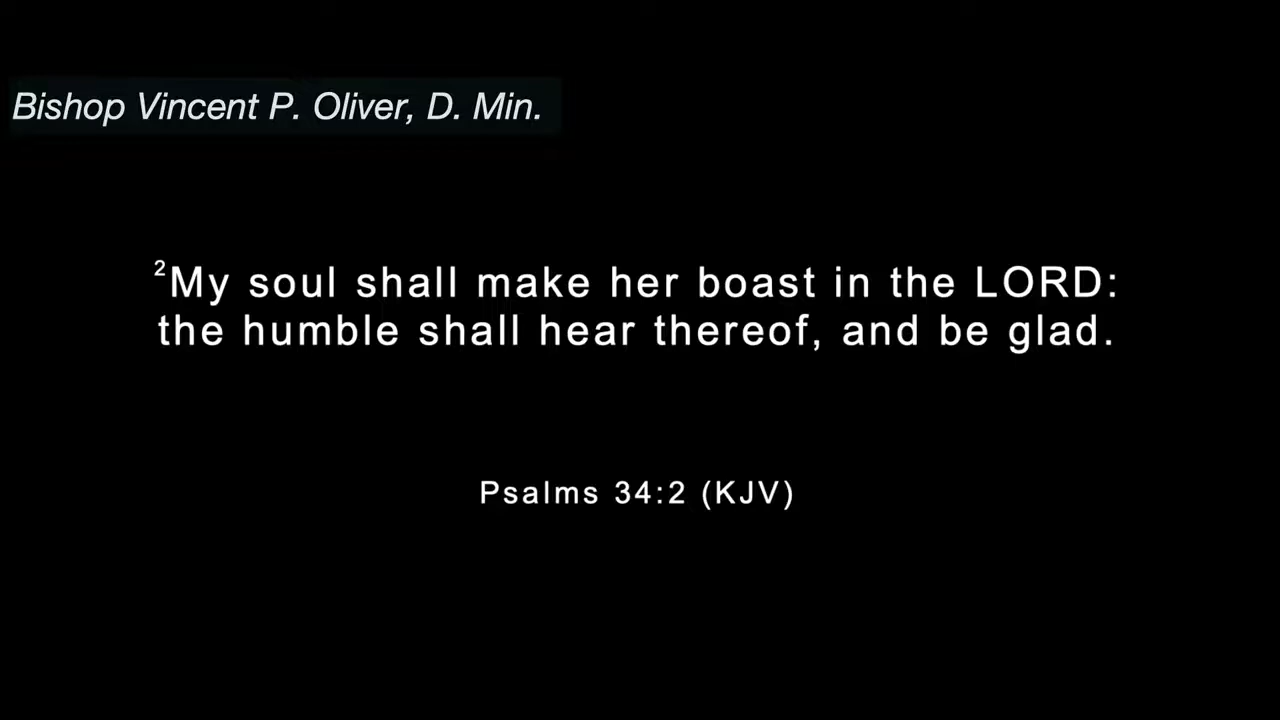 Bishop Vincent P. Oliver, D. Min.
²My soul shall make her boast in the LORD:
the humble shall hear thereof, and be glad.
Psalms 34:2 (KJV)